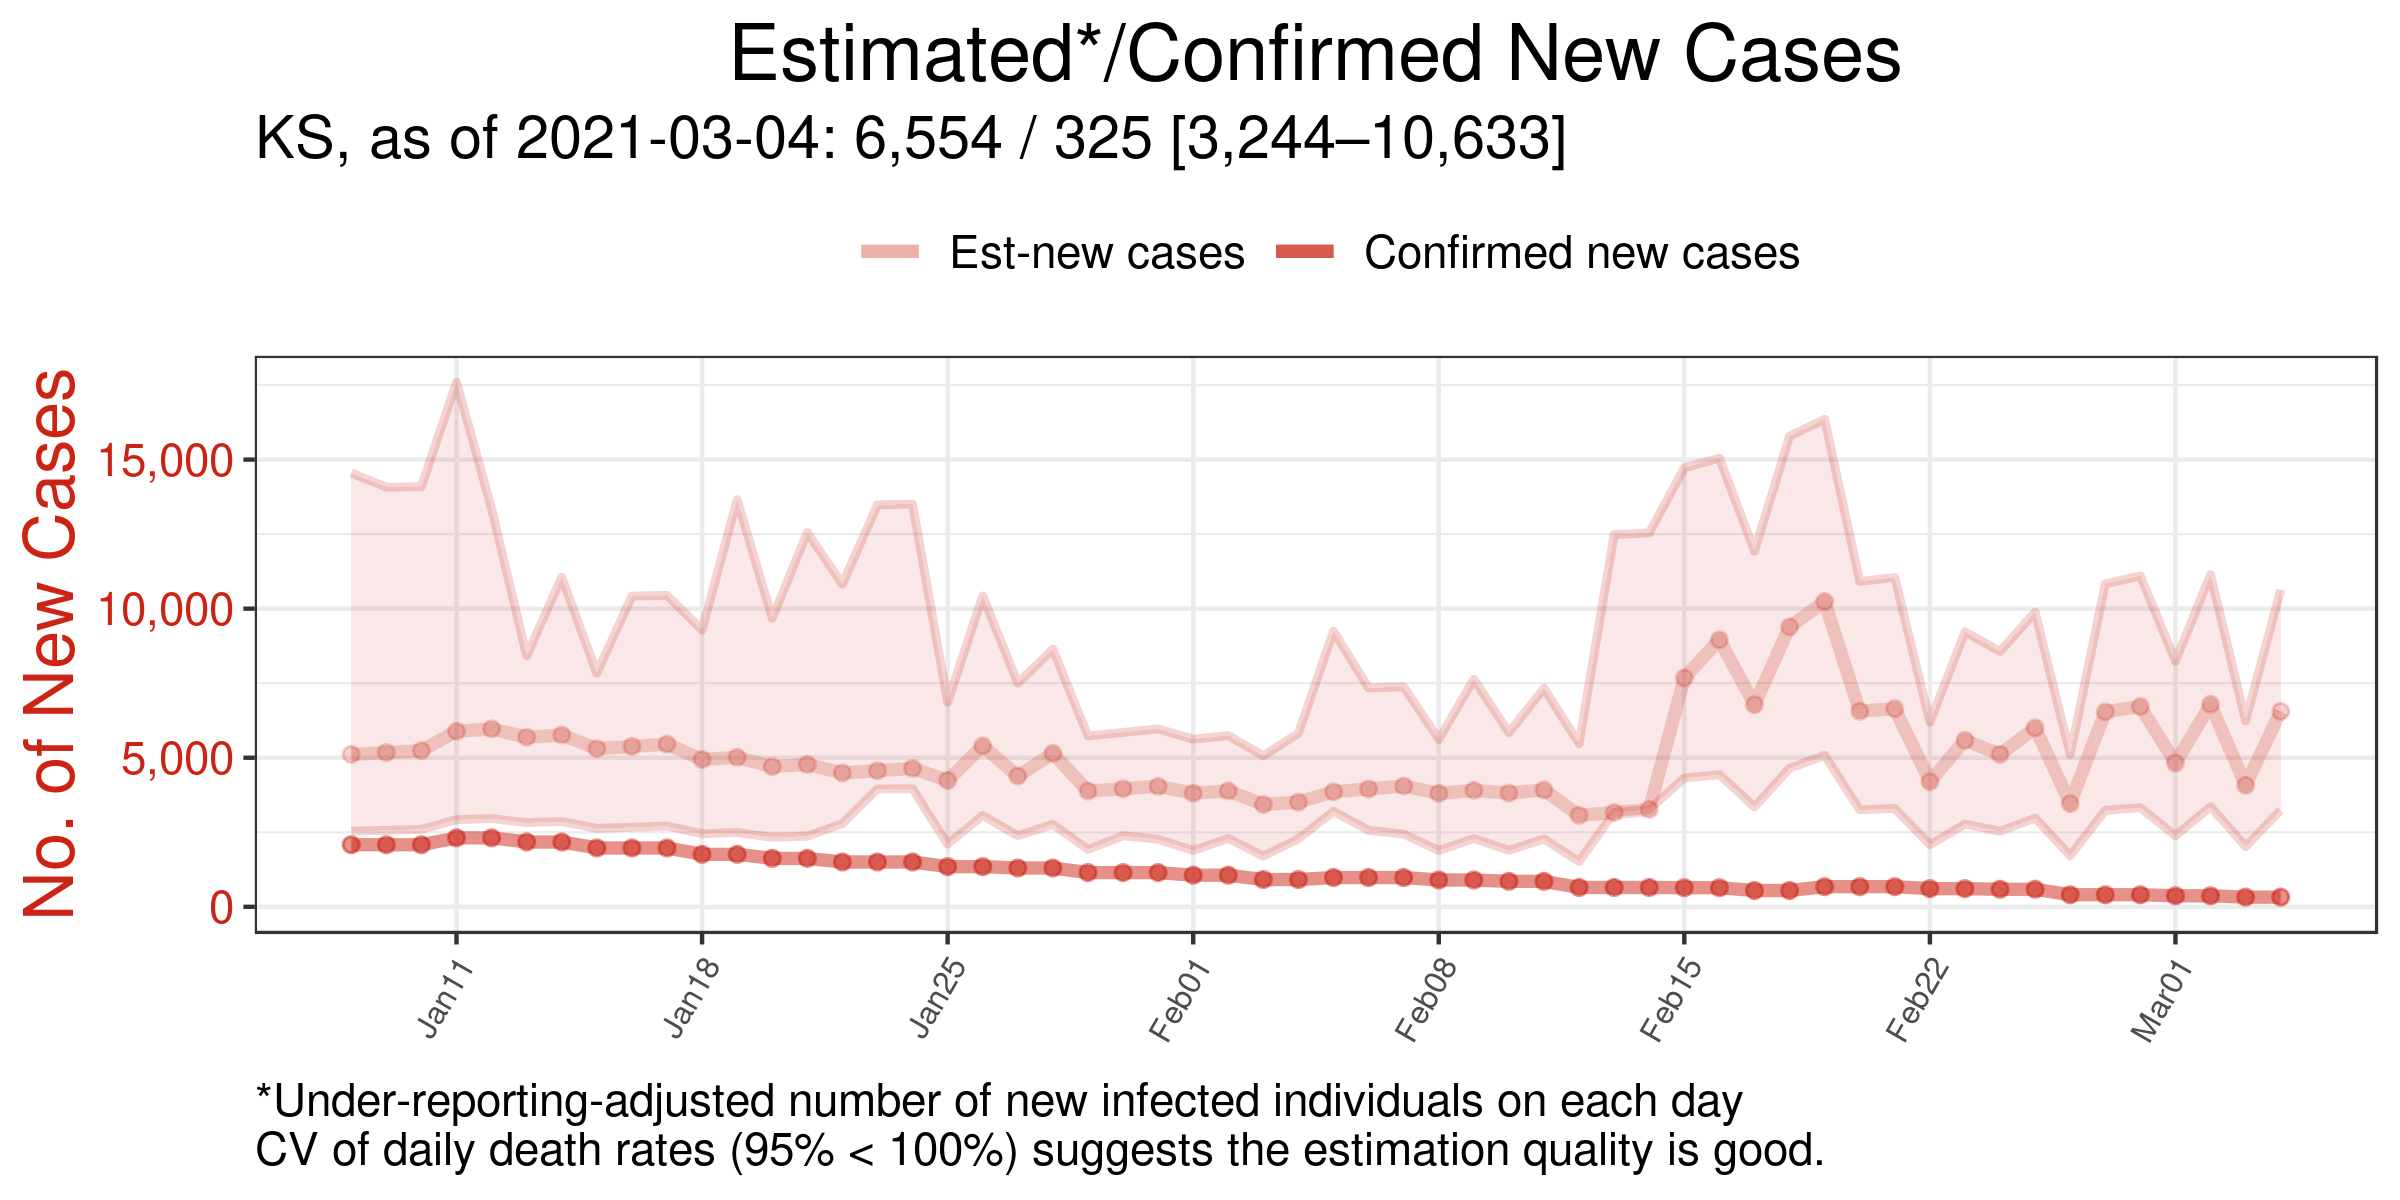 Estimated*/Confirmed New Cases
KS, as of 2021-03-04: 6,554 / 325 [3,244–10,633]
Est-new cases
Confirmed new cases
No. of New Cases
15,000
10,000
5,000
0
Jan11
Jan18
Jan25
Feb01
Feb08
Feb15
Feb22
Mar01
*Under-reporting-adjusted number of new infected individuals on each day
CV of daily death rates (95% < 100%) suggests the estimation quality is good.